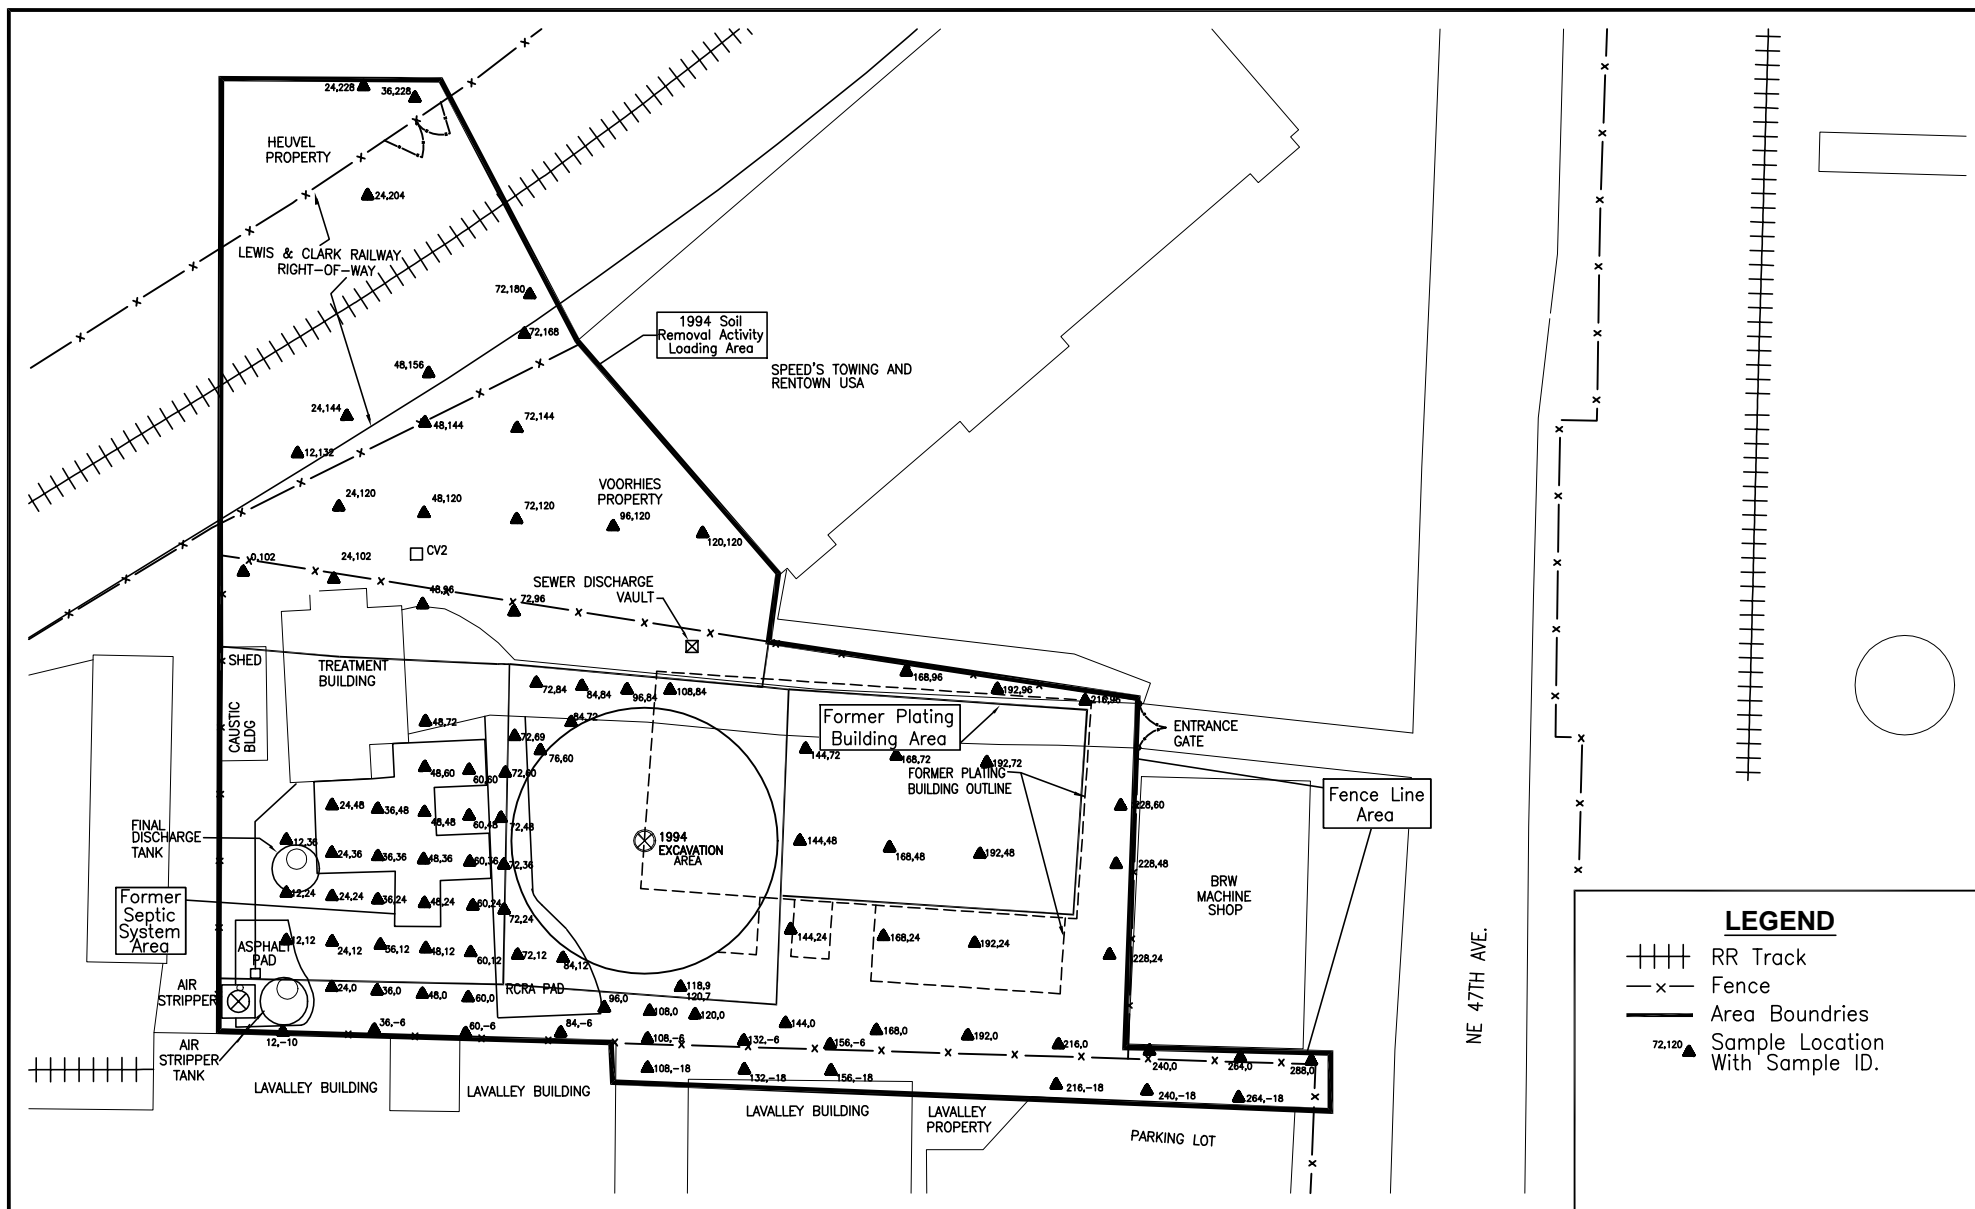 24,228
36,228
HEUVEL
PROPERTY
24,204
LEWIS & CLARK RAILWAY
RIGHT-OF-WAY
72,180
72,168
1994 Soil
Removal Activity
Loading Area
SPEED'S TOWING AND
RENTOWN USA
48,156
24,144
48,144
72,144
12,132
VOORHIES
PROPERTY
24,120
48,120
72,120
96,120
120,120
CV2
0,102
24,102
48,96
72,96
SEWER DISCHARGE
VAULT
SHED
TREATMENT
BUILDING
CAUSTIC
BLDG
72,84
84,84
96,84
108,84
168,96
192,96
216,96
48,72
84,72
72,69
76,60
Former Plating
Building Area
ENTRANCE
GATE
144,72
168,72
192,72
FORMER PLATING
BUILDING OUTLINE
48,60
60,60
72,60
228,60
Fence Line
Area
24,48
36,48
48,48
60,48
72,48
FINAL
DISCHARGE
TANK
12,36
24,36
36,36
48,36
60,36
72,36
1994
EXCAVATION
AREA
144,48
168,48
192,48
228,48
BRW
MACHINE
SHOP
Former
Septic
System
Area
12,24
24,24
36,24
48,24
60,24
72,24
144,24
168,24
192,24
228,24
12,12
24,12
36,12
48,12
60,12
72,12
84,12
ASPHALT
PAD
AIR
STRIPPER
24,0
36,0
48,0
60,0
RCRA PAD
96,0
118,9
120,7
108,0
120,0
144,0
168,0
192,0
216,0
240,0
264,0
288,0
12,-10
36,-6
60,-6
84,-6
108,-6
132,-6
156,-6
AIR
STRIPPER
TANK
108,-18
132,-18
156,-18
216,-18
240,-18
264,-18
LAVALLEY BUILDING
LAVALLEY BUILDING
LAVALLEY BUILDING
LAVALLEY
PROPERTY
PARKING LOT
NE 47TH AVE.
LEGEND
RR Track
Fence
Area Boundries
72,120
Sample Location
With Sample ID.